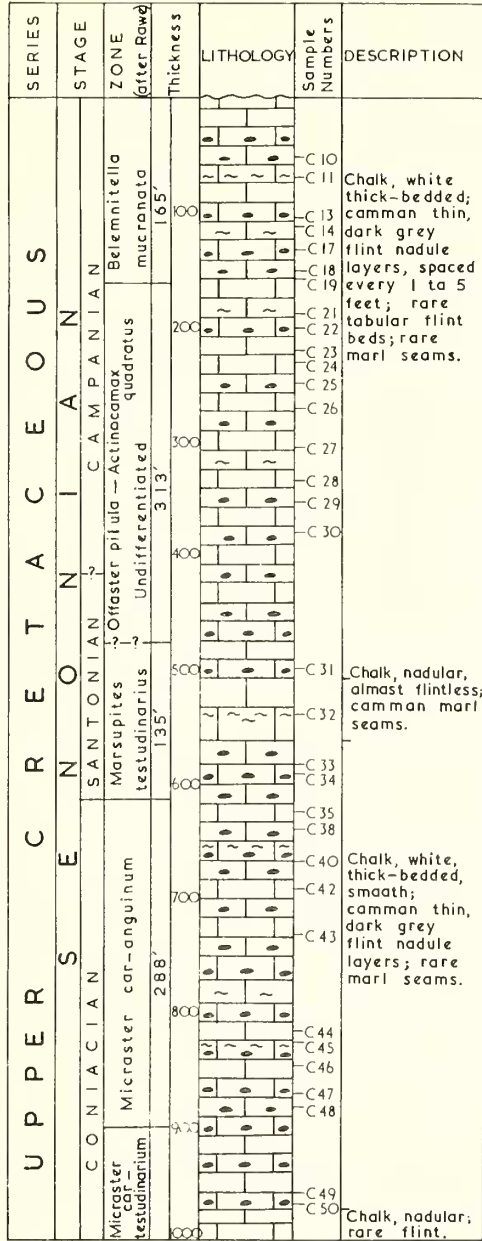 SERIES
STAGE
ZONE
(after Rawe)
Thickness
LITHOLOGY
Sample
Numbers
DESCRIPTION
UPPER CRETACEOUS
SENONIAN
CAMPANIAN
-?-
SANTONIAN
CONIACIAN
Belemnitella
mucronata
Offaster pilula — Actinocamax
quadratus
Undifferentiated
-?-?
Marsupites
testudinarius
Micraster car-anguinum
Micraster
car-
testudinarium
165'
313'
135'
288'
100
200
300
400
500
600
700
800
900
1000
C 10
C 11
C 13
C 14
C 17
C 18
C 19
C 21
C 22
C 23
C 24
C 25
C 26
C 27
C 28
C 29
C 30
C 31
C 32
C 33
C 34
C 35
C 38
C 40
C 42
C 43
C 44
C 45
C 46
C 47
C 48
C 49
C 50
Chalk, white
thick-bedded;
camman thin,
dark grey
flint nadule
layers, spaced
every 1 to 5
feet; rare
tabular flint
beds; rare
marl seams.
Chalk, nadular,
almast flintless;
camman marl
seams.
Chalk, white,
thick-bedded,
smaath;
camman thin,
dark grey
flint nadule
layers; rare
marl seams.
Chalk, nadular;
rare flint.